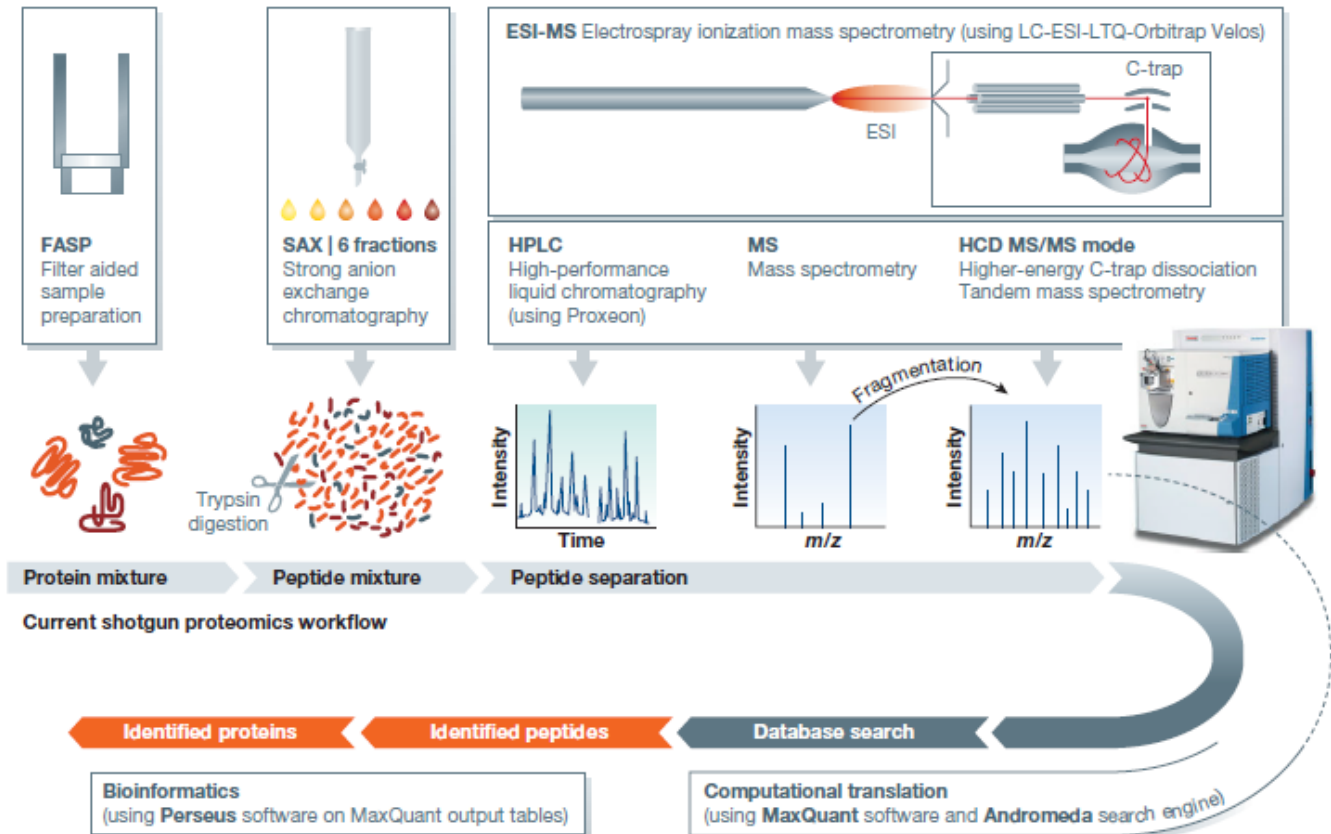 ESI-MS Electrospray ionization mass spectrometry (using LC-ESI-LTQ-Orbitrap Velos)
C-trap
ESI
FASP
Filter aided
sample
preparation
SAX | 6 fractions
Strong anion
exchange
chromatography
HPLC
High-performance
liquid chromatography
(using Proxeon)
MS
Mass spectrometry
HCD MS/MS mode
Higher-energy C-trap dissociation
Tandem mass spectrometry
Fragmentation
Trypsin
digestion
Intensity
Time
Intensity
m/z
Intensity
m/z
Protein mixture
Peptide mixture
Peptide separation
Current shotgun proteomics workflow
Identified proteins
Identified peptides
Database search
Bioinformatics
(using Perseus software on MaxQuant output tables)
Computational translation
(using MaxQuant software and Andromeda search engine)